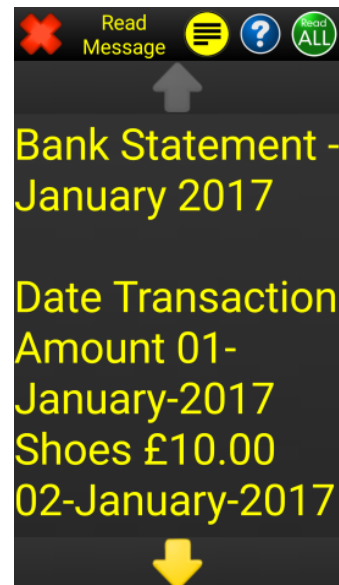 Read
Message
?
Read
ALL
Bank Statement -
January 2017
Date Transaction
Amount 01-
January-2017
Shoes £10.00
02-January-2017